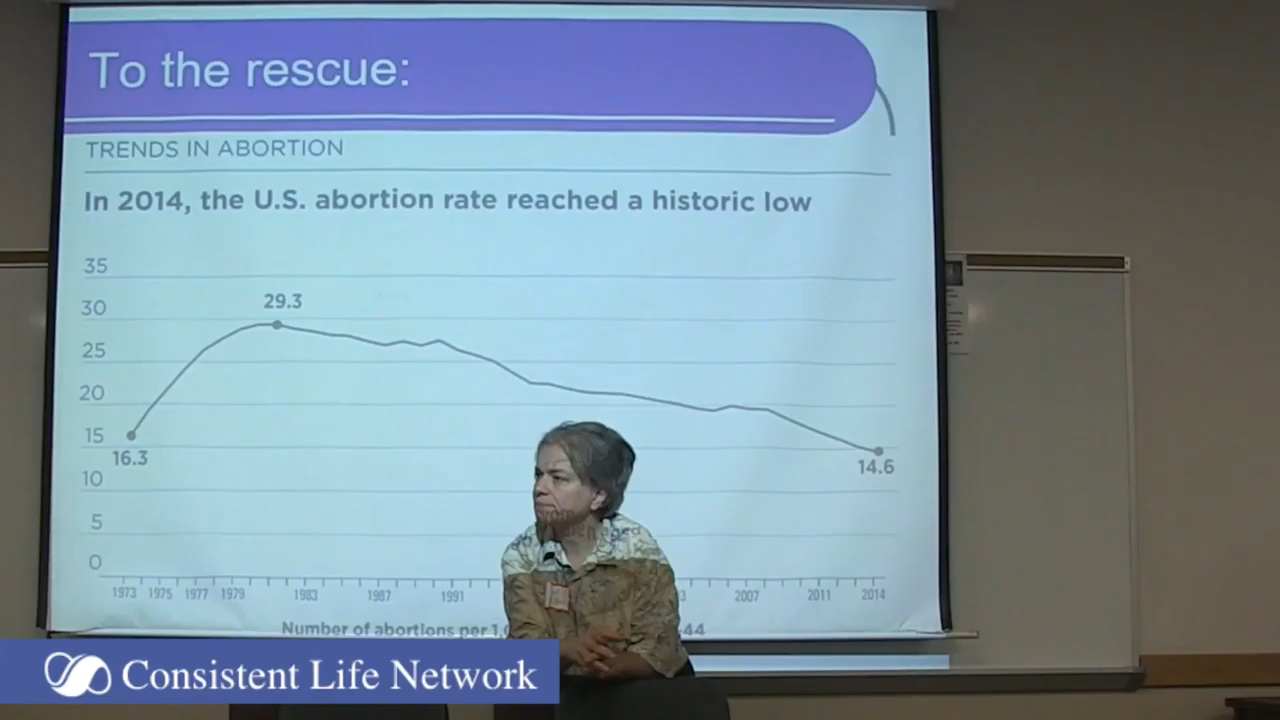 To the rescue:
TRENDS IN ABORTION
In 2014, the U.S. abortion rate reached a historic low
35
30
25
20
15
10
5
0
29.3
16.3
14.6
1973 1975 1977 1979 1983 1987 1991 2007 2011 2014
Number of abortions per 44
Consistent Life Network